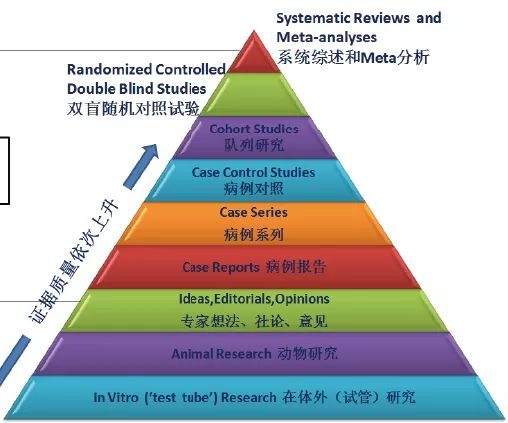 Systematic Reviews and
Meta-analyses
系统综述和Meta分析
Randomized Controlled
Double Blind Studies
双盲随机对照试验
Cohort Studies
队列研究
Case Control Studies
病例对照
Case Series
病例系列
Case Reports 病例报告
Ideas,Editorials,Opinions
专家想法、社论、意见
Animal Research 动物研究
In Vitro ('test tube') Research 在体外（试管）研究
证据质量依次上升